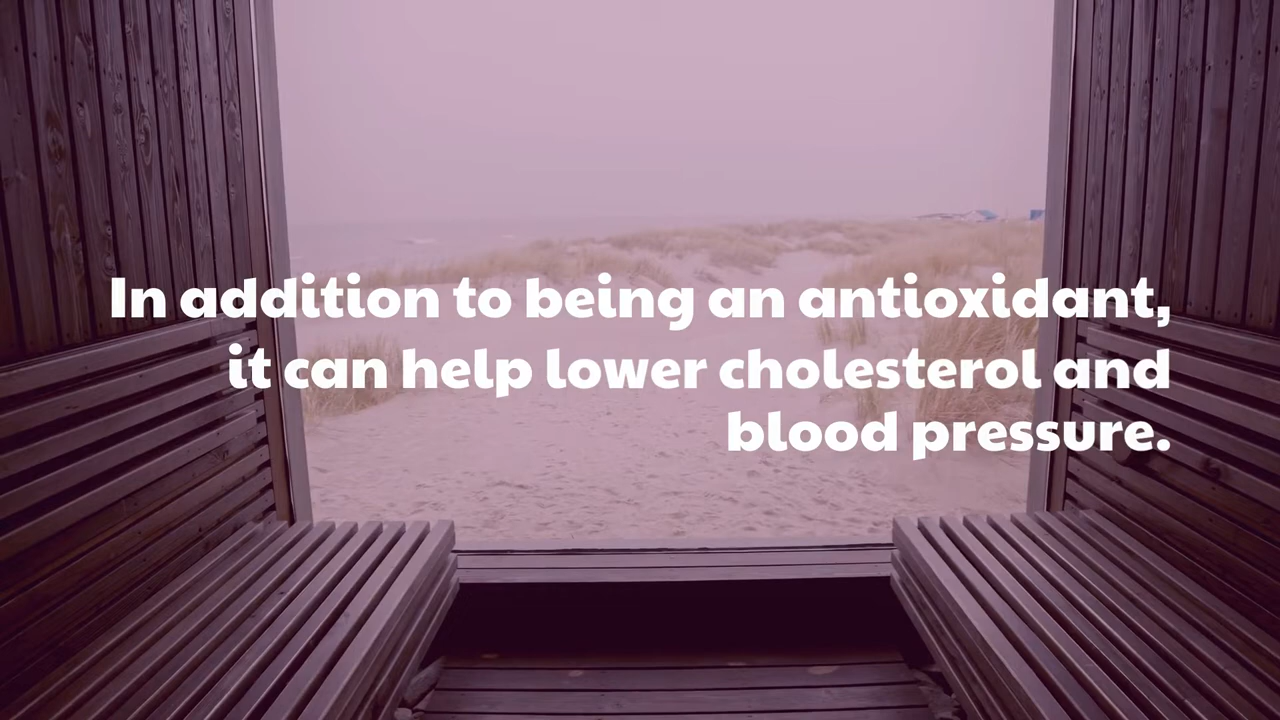 In addition to being an antioxidant,
it can help lower cholesterol and
blood pressure.